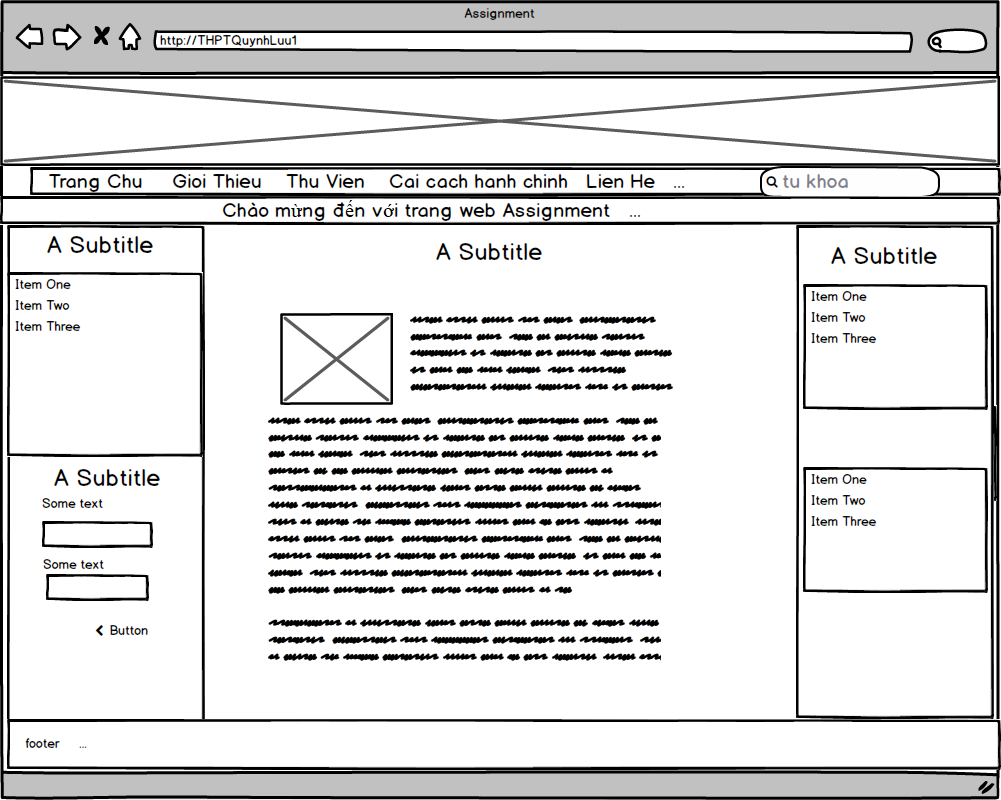 Assignment
http://THPTQuynhLuu1
Trang Chu Gioi Thieu Thu Vien Cai cach hanh chinh Lien He ... tu khoa
Chào mừng đến với trang web Assignment ...
A Subtitle
Item One
Item Two
Item Three
A Subtitle
Some text
Some text
Button
A Subtitle
A Subtitle
Item One
Item Two
Item Three
Item One
Item Two
Item Three
footer ...